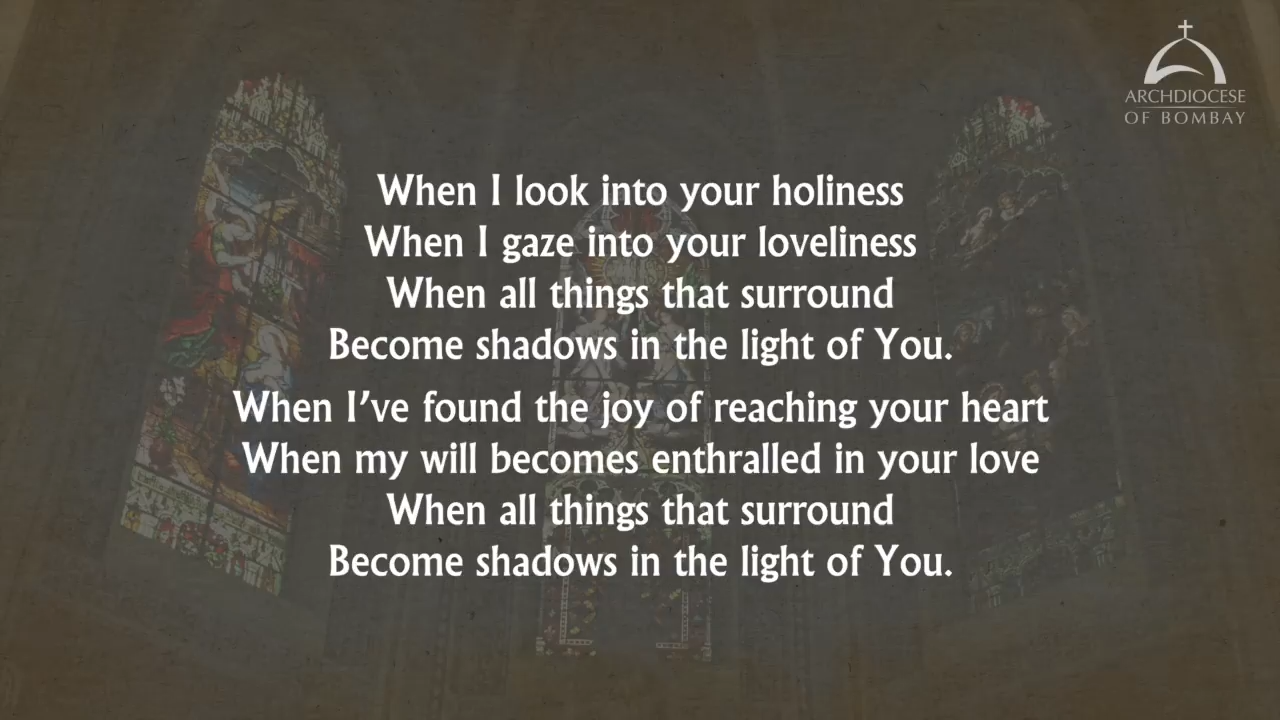 ARCHDIOCESE
OF BOMBAY
When I look into your holiness
When I gaze into your loveliness
When all things that surround
Become shadows in the light of You.
When I’ve found the joy of reaching your heart
When my will becomes enthralled in your love
When all things that surround
Become shadows in the light of You.